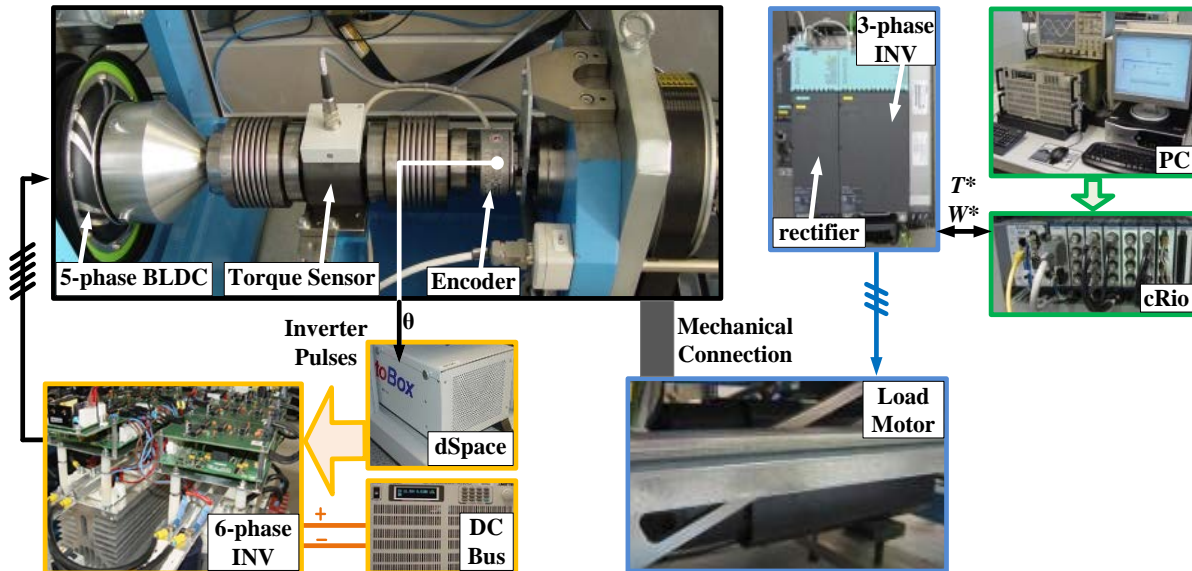 3-phase
INV
PC
T*
W*
rectifier
cRio
5-phase BLDC
Torque Sensor
Encoder
θ
Inverter
Pulses
Mechanical
Connection
toBox
dSpace
Load
Motor
6-phase
INV
+
−
DC
Bus